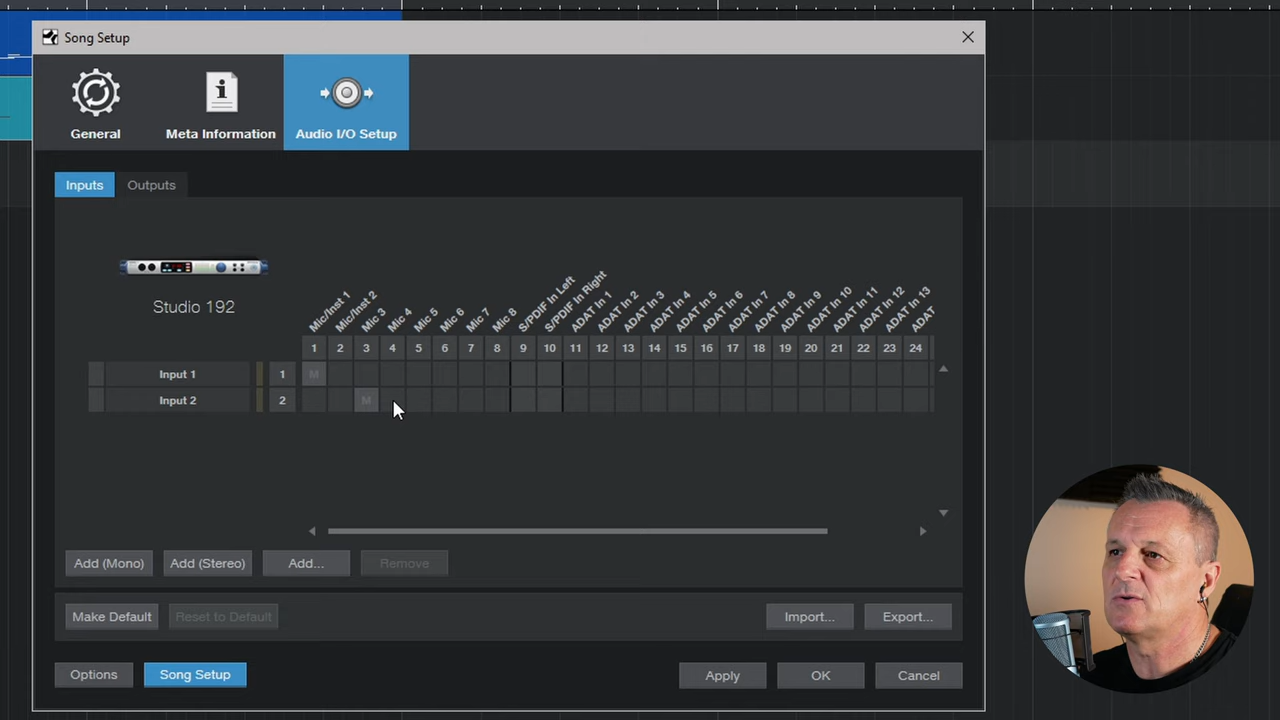 Song Setup
General
Meta Information
Audio I/O Setup
Inputs
Outputs
Studio 192
Mic/Inst 1
Mic/Inst 2
Mic 3
Mic 4
Mic 5
Mic 6
Mic 7
Mic 8
S/PDIF In Left
S/PDIF In Right
ADAT In 1
ADAT In 2
ADAT In 3
ADAT In 4
ADAT In 5
ADAT In 6
ADAT In 7
ADAT In 8
ADAT In 9
ADAT In 10
ADAT In 11
ADAT In 12
ADAT In 13
ADAT
1 2 3 4 5 6 7 8 9 10 11 12 13 14 15 16 17 18 19 20 21 22 23 24
Input 1 1 M
Input 2 2 M
Add (Mono)
Add (Stereo)
Add...
Remove
Make Default
Reset to Default
Import...
Export...
Options
Song Setup
Apply
OK
Cancel